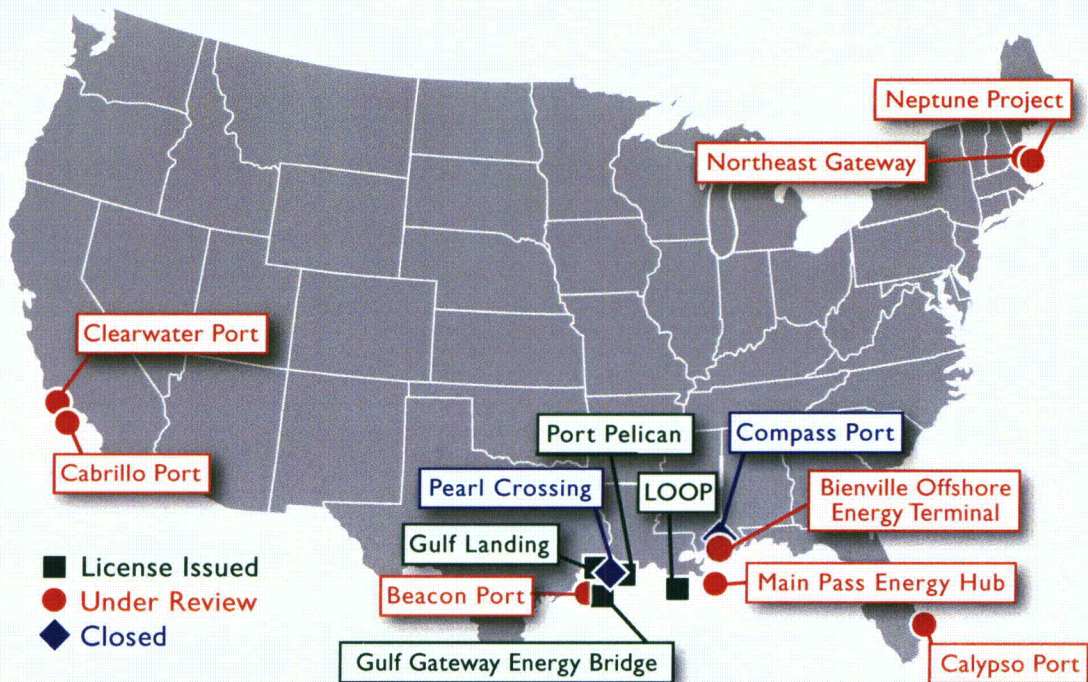 Neptune Project
Northeast Gateway
Clearwater Port
Cabrillo Port
Port Pelican
Compass Port
Pearl Crossing
LOOP
Bienville Offshore
Energy Terminal
Gulf Landing
Beacon Port
Main Pass Energy Hub
Gulf Gateway Energy Bridge
Calypso Port
License Issued
Under Review
Closed